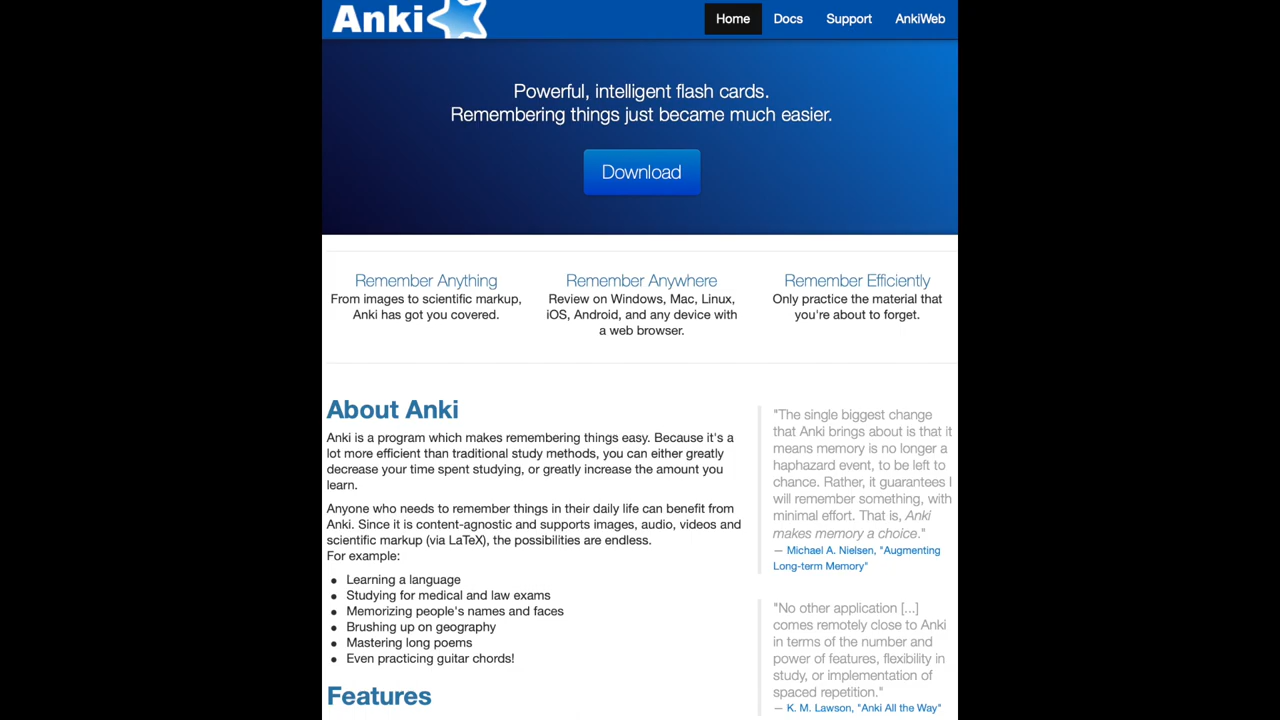 Anki
Home Docs Support AnkiWeb
Powerful, intelligent flash cards.
Remembering things just became much easier.
Download
Remember Anything
From images to scientific markup,
Anki has got you covered.
Remember Anywhere
Review on Windows, Mac, Linux,
iOS, Android, and any device with
a web browser.
Remember Efficiently
Only practice the material that
you're about to forget.
About Anki
Anki is a program which makes remembering things easy. Because it's a
lot more efficient than traditional study methods, you can either greatly
decrease your time spent studying, or greatly increase the amount you
learn.
Anyone who needs to remember things in their daily life can benefit from
Anki. Since it is content-agnostic and supports images, audio, videos and
scientific markup (via LaTeX), the possibilities are endless.
For example:
• Learning a language
• Studying for medical and law exams
• Memorizing people's names and faces
• Brushing up on geography
• Mastering long poems
• Even practicing guitar chords!
Features
"The single biggest change
that Anki brings about is that it
means memory is no longer a
haphazard event, to be left to
chance. Rather, it guarantees I
will remember something, with
minimal effort. That is, Anki
makes memory a choice."
— Michael A. Nielsen, "Augmenting
Long-term Memory"
"No other application [...]
comes remotely close to Anki
in terms of the number and
power of features, flexibility in
study, or implementation of
spaced repetition."
— K. M. Lawson, "Anki All the Way"